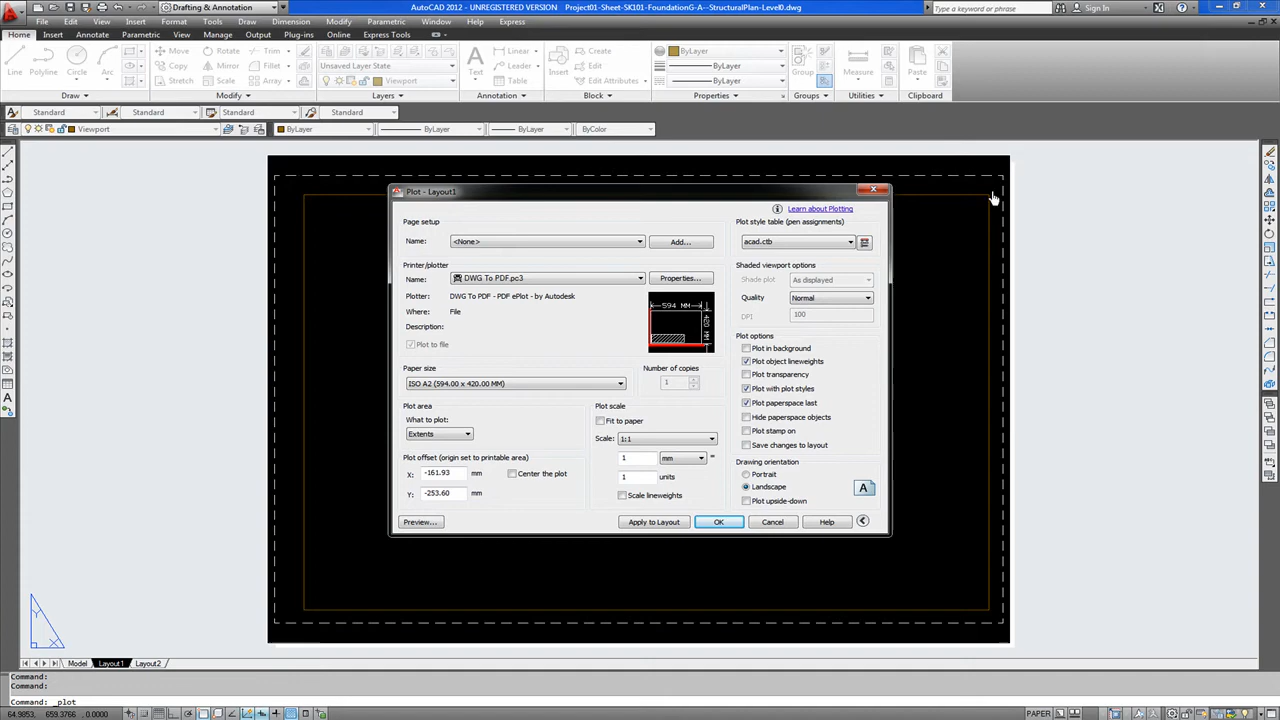 Drafting & Annotation
AutoCAD 2012 - UNREGISTERED VERSION Project01-Sheet-SK101-FoundationG-A--StructuralPlan-Level0.dwg
Type a keyword or phrase
Sign In
File Edit View Insert Format Tools Draw Dimension Modify Parametric Window Help Express
Home Insert Annotate Parametric View Manage Output Plug-ins Online Express Tools
Line Polyline Circle Arc
Move Rotate Trim
Copy Mirror Fillet
Stretch Scale Array
Unsaved Layer State
Viewport
Text Linear
Leader
Table
Insert Create
Edit
Edit Attributes
ByLayer
ByLayer
ByLayer
Group Measure Paste
Draw Modify Layers Annotation Block Properties Groups Utilities Clipboard
Standard Standard Standard Standard
Viewport ByLayer ByLayer ByLayer ByColor
Plot - Layout1
Learn about Plotting
Page setup
Name: <None> Add...
Printer/plotter
Name: DWG To PDF.pc3 Properties...
Plotter: DWG To PDF - PDF ePlot - by Autodesk
Where: File
Description:
Plot to file
594 MM
420 MM
Paper size
ISO A2 (594.00 x 420.00 MM)
Number of copies
1
Plot area
What to plot:
Extents
Plot scale
Fit to paper
Scale: 1:1
1 mm =
1 units
Scale lineweights
Plot offset (origin set to printable area)
X: -161.93 mm Center the plot
Y: -253.60 mm
Plot style table (pen assignments)
acad.ctb
Shaded viewport options
Shade plot As displayed
Quality Normal
DPI 100
Plot options
Plot in background
Plot object lineweights
Plot transparency
Plot with plot styles
Plot paperspace last
Hide paperspace objects
Plot stamp on
Save changes to layout
Drawing orientation
Portrait
Landscape
Plot upside-down
A
Preview... Apply to Layout OK Cancel Help
Y
X
Model Layout1 Layout2
Command:
Command:
Command: _plot
64.9853, 659.3766, 0.0000
PAPER